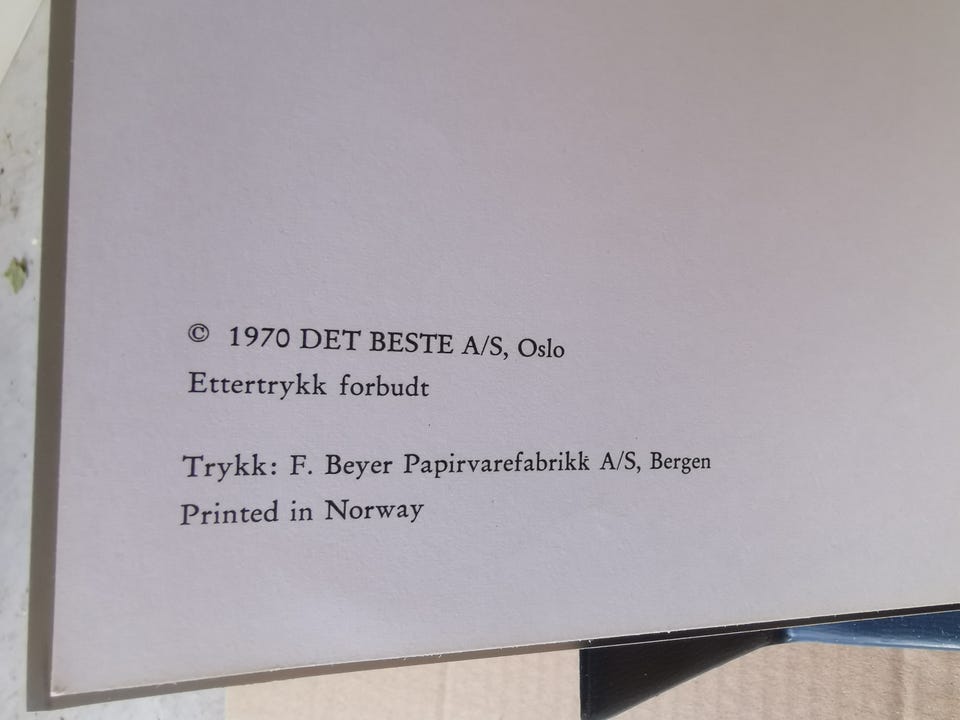 © 1970 DET BESTE A/S, Oslo
Ettertrykk forbudt
Trykk: F. Beyer Papirvarefabrikk A/S, Bergen
Printed in Norway